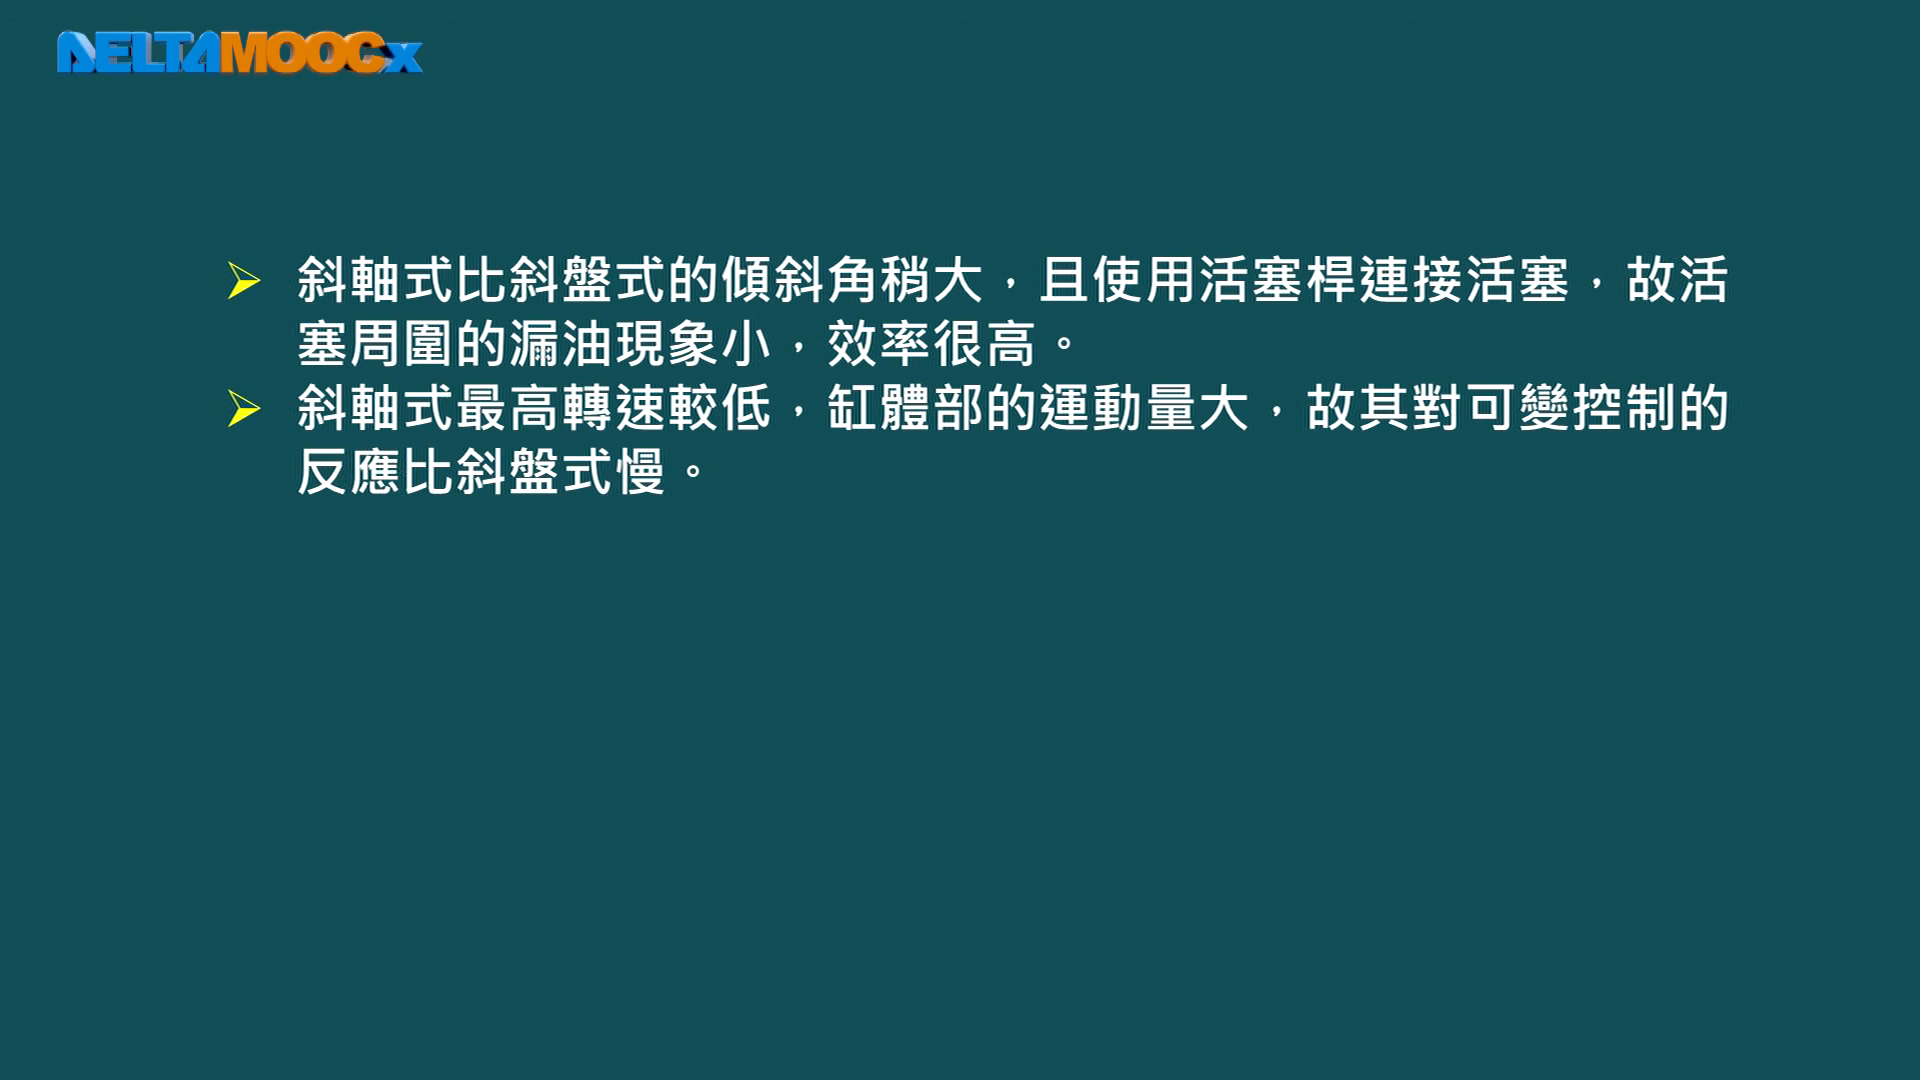 DELTAMOOCx
➢ 斜軸式比斜盤式的傾斜角稍大，且使用活塞桿連接活塞，故活
塞周圍的漏油現象小，效率很高。
➢ 斜軸式最高轉速較低，缸體部的運動量大，故其對可變控制的
反應比斜盤式慢。